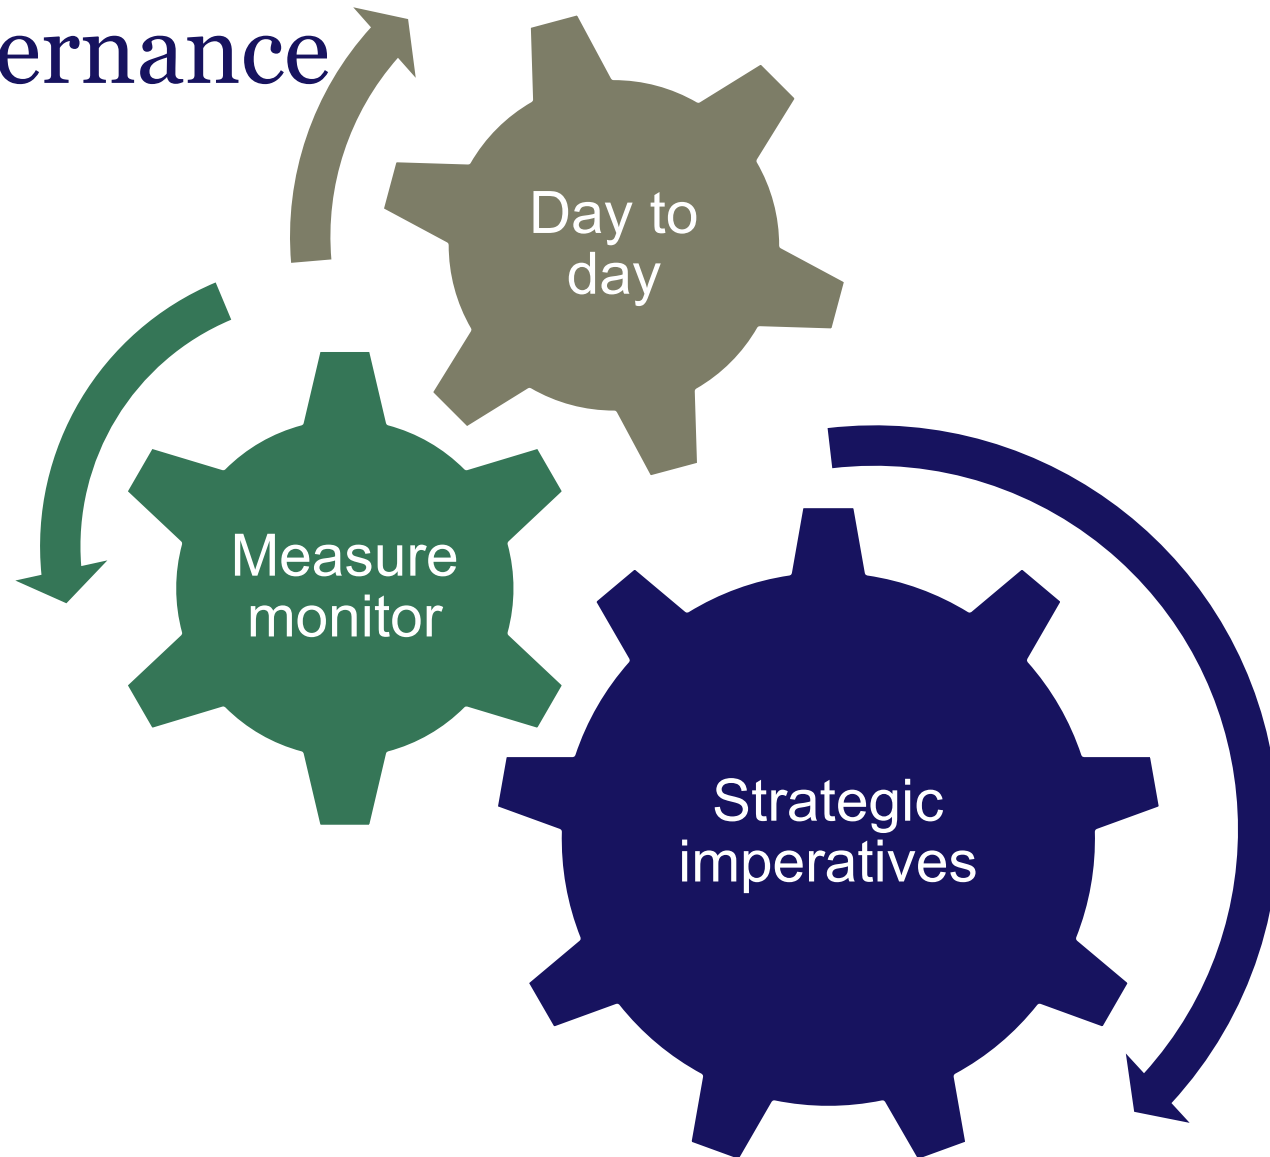 ernance
Day to
day
Measure
monitor
Strategic
imperatives